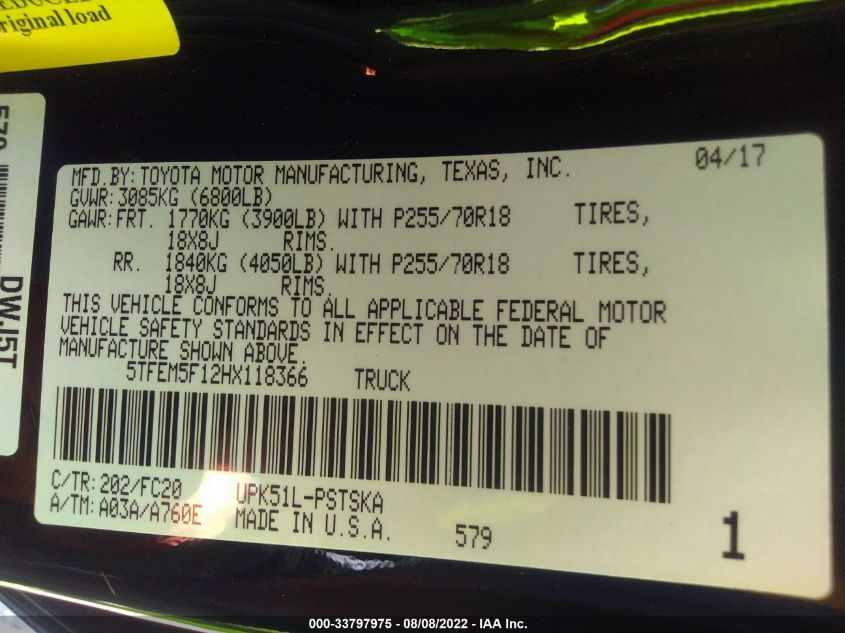 REDUCED
original load
570
DWJ5T
MFD.BY: TOYOTA MOTOR MANUFACTURING, TEXAS, INC. 04/17
GVWR: 3085KG (6800LB)
GAWR: FRT. 1770KG (3900LB) WITH P255/70R18 TIRES,
18X8J RIMS.
RR. 1840KG (4050LB) WITH P255/70R18 TIRES,
18X8J RIMS.
THIS VEHICLE CONFORMS TO ALL APPLICABLE FEDERAL MOTOR
VEHICLE SAFETY STANDARDS IN EFFECT ON THE DATE OF
MANUFACTURE SHOWN ABOVE.
5TFEM5F12HX118366 TRUCK
C/TR: 202/FC20 UPK51L-PSTSKA
A/TM: A03A/A760E MADE IN U.S.A. 579 1
000-33797975 - 08/08/2022 - IAA Inc.